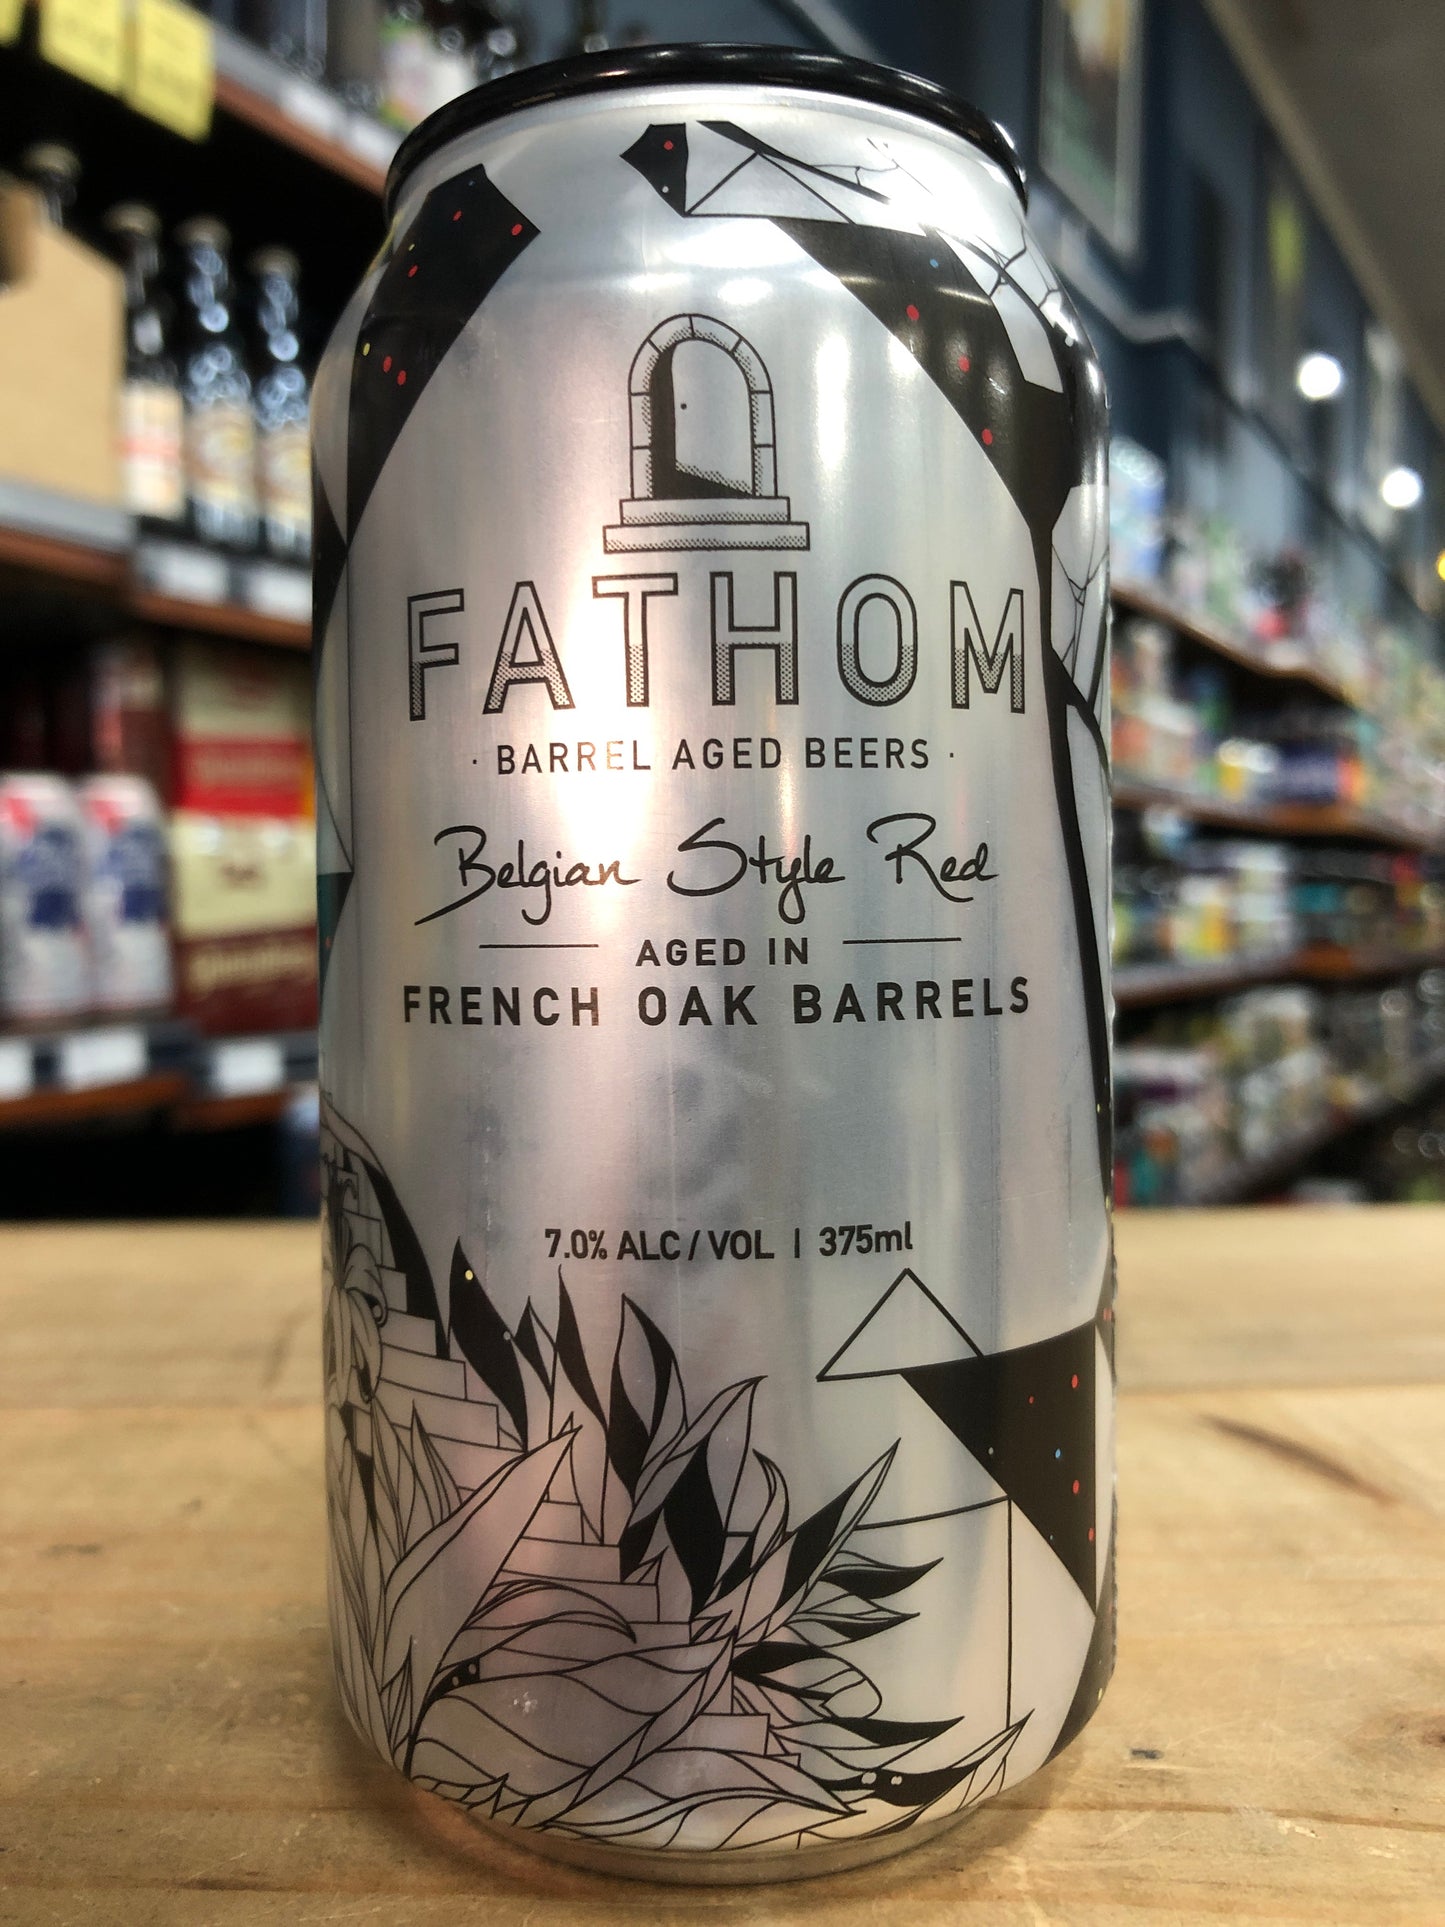 FATHOM
· BARREL AGED BEERS ·
Belgian Style Red
AGED IN
FRENCH OAK BARRELS
7.0% ALC / VOL | 375ml